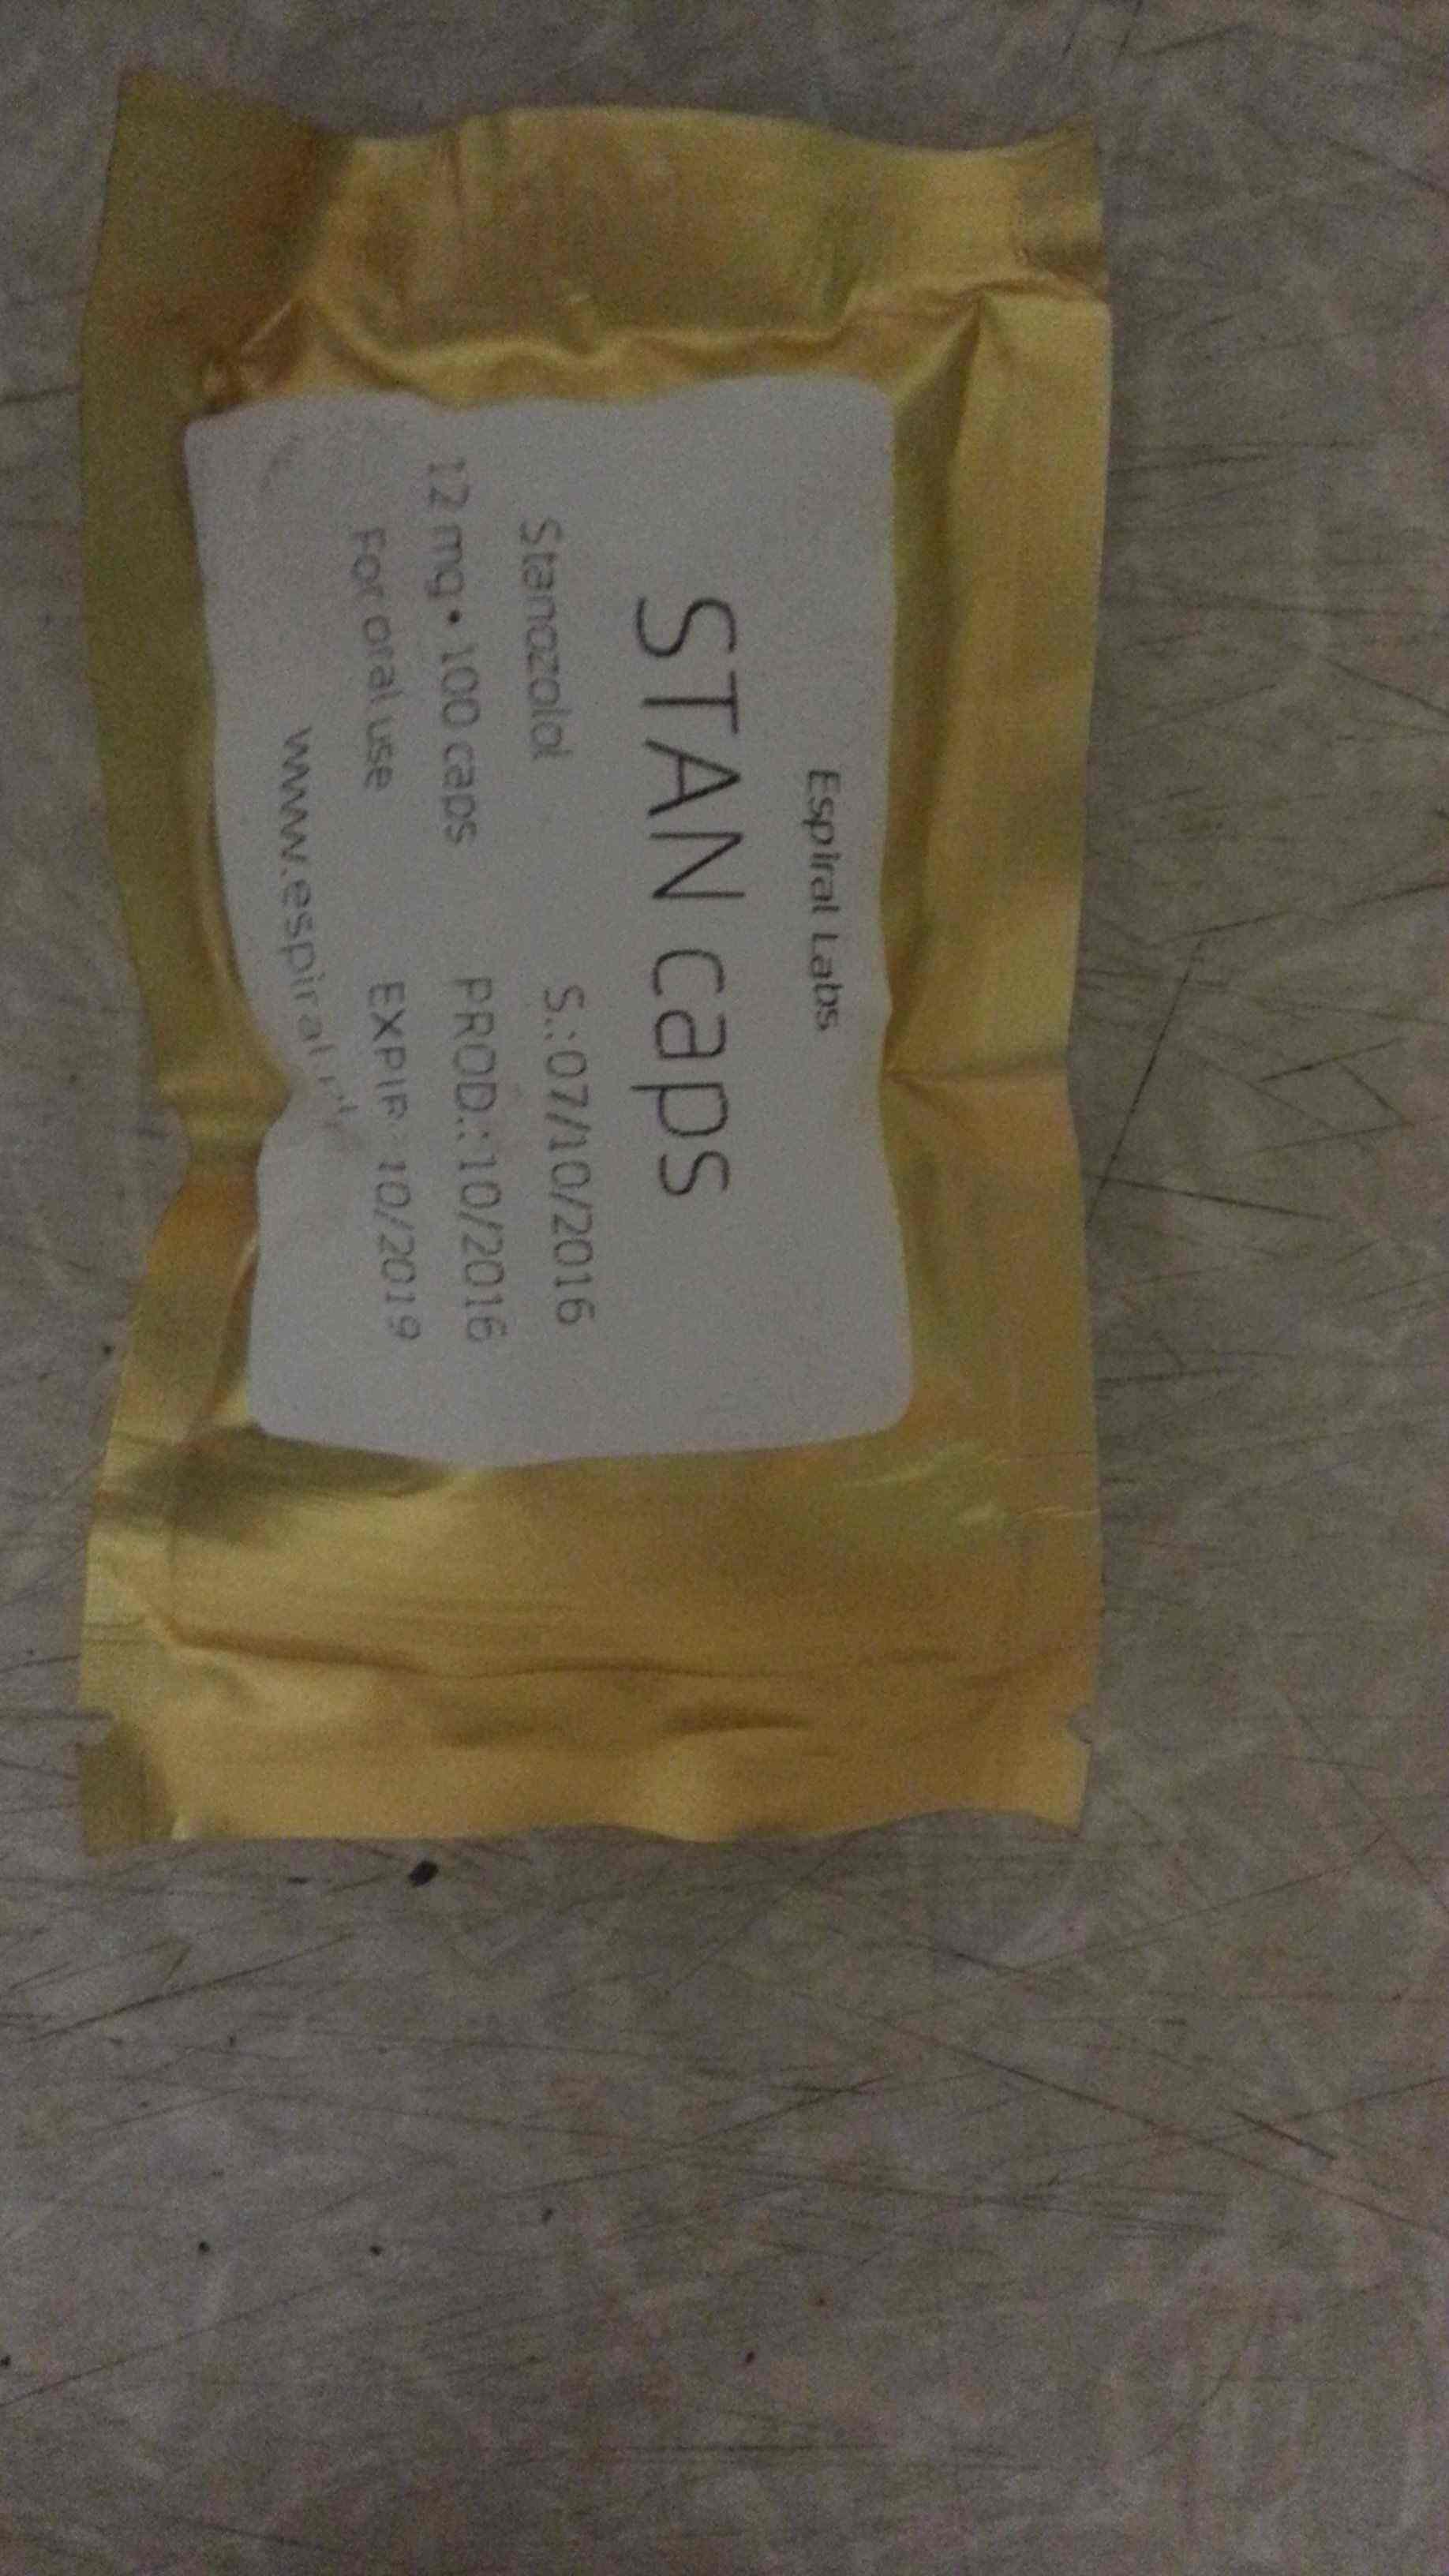 Espiral Labs
STAN caps
Stanozolol S.:07/10/2016
12 mg • 100 caps PROD.:10/2016
For oral use EXPIR 10/2019